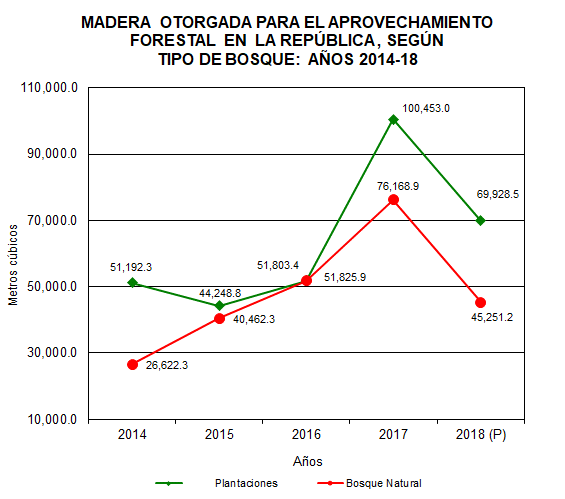 MADERA OTORGADA PARA EL APROVECHAMIENTO
FORESTAL EN LA REPÚBLICA, SEGÚN
TIPO DE BOSQUE: AÑOS 2014-18
110,000.0
90,000.0
70,000.0
50,000.0
30,000.0
10,000.0
Metros cúbicos
51,192.3
44,248.8
51,803.4
100,453.0
69,928.5
26,622.3
40,462.3
51,825.9
76,168.9
45,251.2
2014
2015
2016
2017
2018 (P)
Años
Plantaciones
Bosque Natural